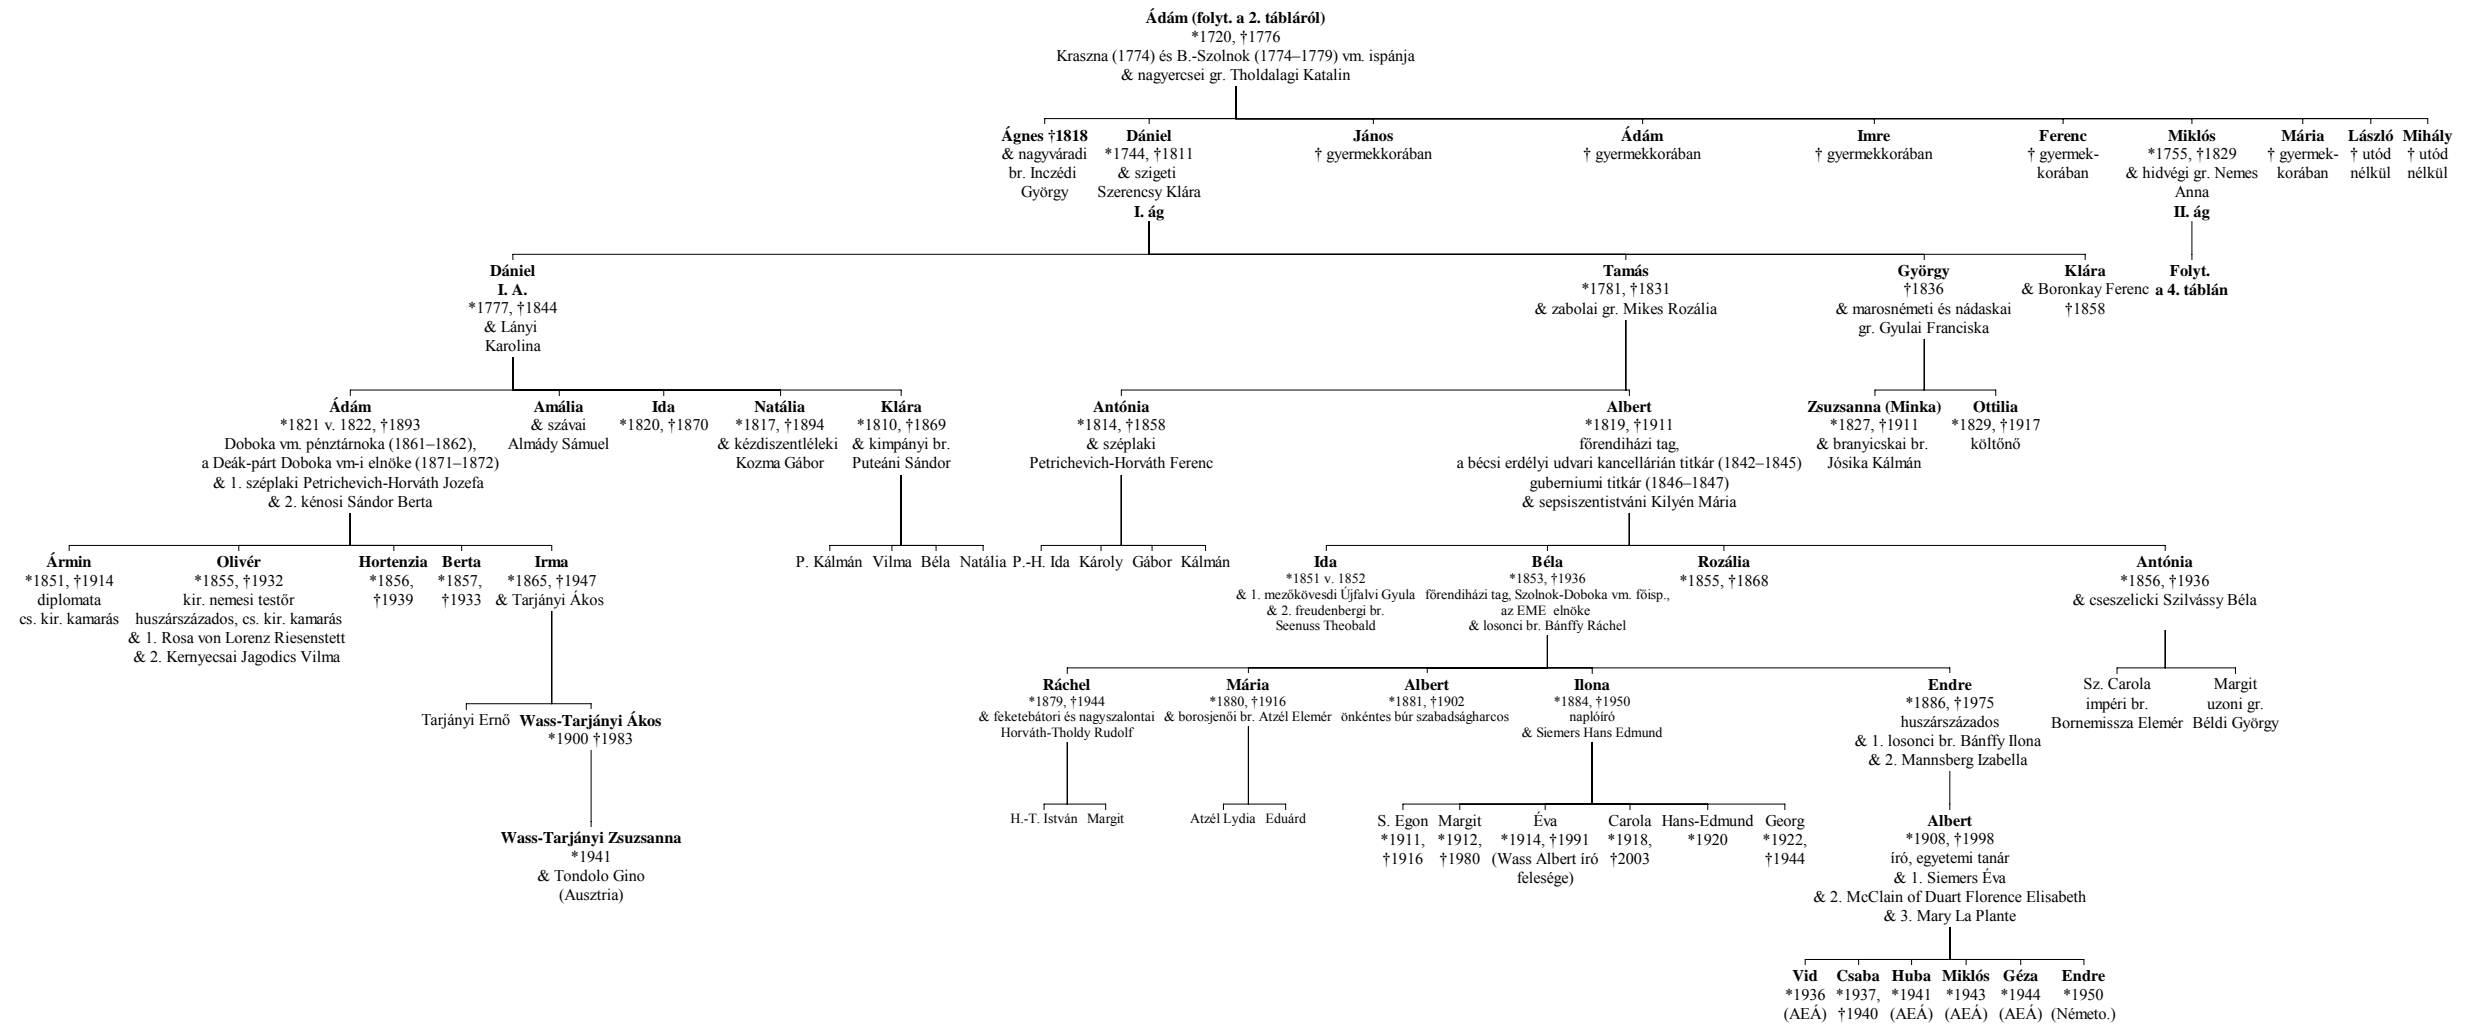 Ádám (folyt. a 2. tábláról)
*1720, †1776
Kraszna (1774) és B.-Szolnok (1774–1779) vm. ispánja
& nagyercsei gr. Tholdalagi Katalin
Ágnes †1818
& nagyváradi
br. Inczédi
György
Dániel
*1744, †1811
& szigeti
Szerencsy Klára
I. ág
János
† gyermekkorában
Ádám
† gyermekkorában
Imre
† gyermekkorában
Ferenc
† gyermek-
korában
Miklós
*1755, †1829
& hidvégi gr. Nemes
Anna
II. ág
Mária
† gyermek-
korában
László
† utód
nélkül
Mihály
† utód
nélkül
Dániel
I. A.
*1777, †1844
& Lányi
Karolina
Tamás
*1781, †1831
& zabolai gr. Mikes Rozália
György
†1836
& marosnémeti és nádaskai
gr. Gyulai Franciska
Klára
& Boronkay Ferenc
†1858
Folyt.
a 4. táblán
Ádám
*1821 v. 1822, †1893
Doboka vm. pénztárnoka (1861–1862),
a Deák-párt Doboka vm-i elnöke (1871–1872)
& 1. széplaki Petrichevich-Horváth Jozefa
& 2. kénosi Sándor Berta
Amália
& szávai
Almády Sámuel
Ida
*1820, †1870
Natália
*1817, †1894
& kézdiszentléleki
Kozma Gábor
Klára
*1810, †1869
& kimpányi br.
Puteáni Sándor
Antónia
*1814, †1858
& széplaki
Petrichevich-Horváth Ferenc
Albert
*1819, †1911
főrendiházi tag,
a bécsi erdélyi udvari kancellárián titkár (1842–1845)
guberniumi titkár (1846–1847)
& sepsiszentistváni Kilyén Mária
Zsuzsanna (Minka)
*1827, †1911
& branyicskai br.
Jósika Kálmán
Ottilia
*1829, †1917
költőnő
Ármin
*1851, †1914
diplomata
cs. kir. kamarás
Olivér
*1855, †1932
kir. nemesi testőr
huszárszázados, cs. kir. kamarás
& 1. Rosa von Lorenz Riesenstett
& 2. Kernyecsai Jagodics Vilma
Hortenzia
*1856,
†1939
Berta
*1857,
†1933
Irma
*1865, †1947
& Tarjányi Ákos
P. Kálmán
Vilma
Béla
Natália
P.-H. Ida
Károly
Gábor
Kálmán
Ida
*1851 v. 1852
& 1. mezőkövesdi Újfalvi Gyula
& 2. freudenbergi br.
Seenuss Theobald
Béla
*1853, †1936
főrendiházi tag, Szolnok-Doboka vm. főisp.,
az EME elnöke
& losonci br. Bánffy Ráchel
Rozália
*1855, †1868
Antónia
*1856, †1936
& cseszelicki Szilvássy Béla
Ráchel
*1879, †1944
& feketebátori és nagyszalontai
Horváth-Tholdy Rudolf
Mária
*1880, †1916
& borosjenői br. Atzél Elemér
Albert
*1881, †1902
önkéntes búr szabadságharcos
Ilona
*1884, †1950
naplóíró
& Siemers Hans Edmund
Endre
*1886, †1975
huszárszázados
& 1. losonci br. Bánffy Ilona
& 2. Mannsberg Izabella
Sz. Carola
impéri br.
Bornemissza Elemér
Margit
uzoni gr.
Béldi György
Tarjányi Ernő
Wass-Tarjányi Ákos
*1900 †1983
H.-T. István
Margit
Atzél Lydia
Eduárd
S. Egon
*1911,
†1916
Margit
*1912,
†1980
Éva
*1914, †1991
(Wass Albert író
felesége)
Carola
*1918,
†2003
Hans-Edmund
*1920
Georg
*1922,
†1944
Albert
*1908, †1998
író, egyetemi tanár
& 1. Siemers Éva
& 2. McClain of Duart Florence Elisabeth
& 3. Mary La Plante
Wass-Tarjányi Zsuzsanna
*1941
& Tondolo Gino
(Ausztria)
Vid
*1936
(AEÁ)
Csaba
*1937,
†1940
Huba
*1941
(AEÁ)
Miklós
*1943
(AEÁ)
Géza
*1944
(AEÁ)
Endre
*1950
(Németo.)